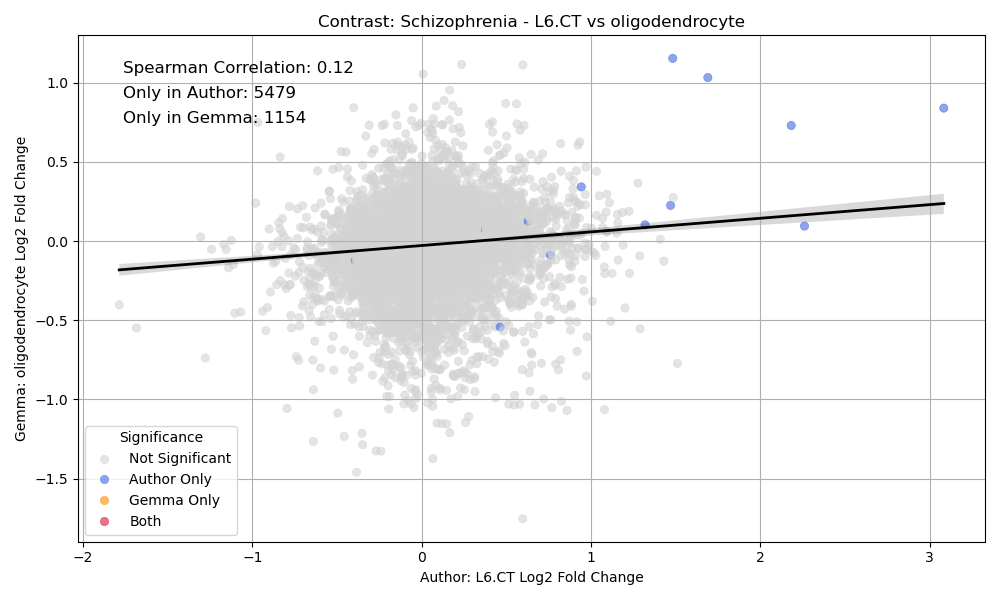 Contrast: Schizophrenia - L6.CT vs oligodendrocyte
Spearman Correlation: 0.12
Only in Author: 5479
Only in Gemma: 1154
Gemma: oligodendrocyte Log2 Fold Change
1.0
0.5
0.0
−0.5
−1.0
−1.5
Significance
Not Significant
Author Only
Gemma Only
Both
−2
−1
0
1
2
3
Author: L6.CT Log2 Fold Change